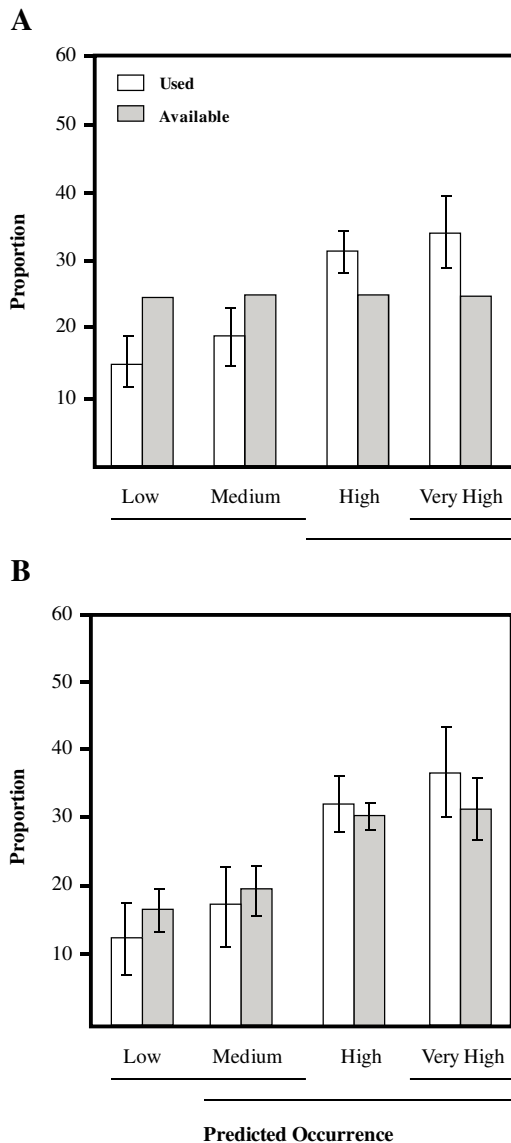 A
60
Used
50
Available
40
30
20
10
Proportion
Low Medium High Very High
B
60
50
40
30
20
10
Proportion
Low Medium High Very High
Predicted Occurrence